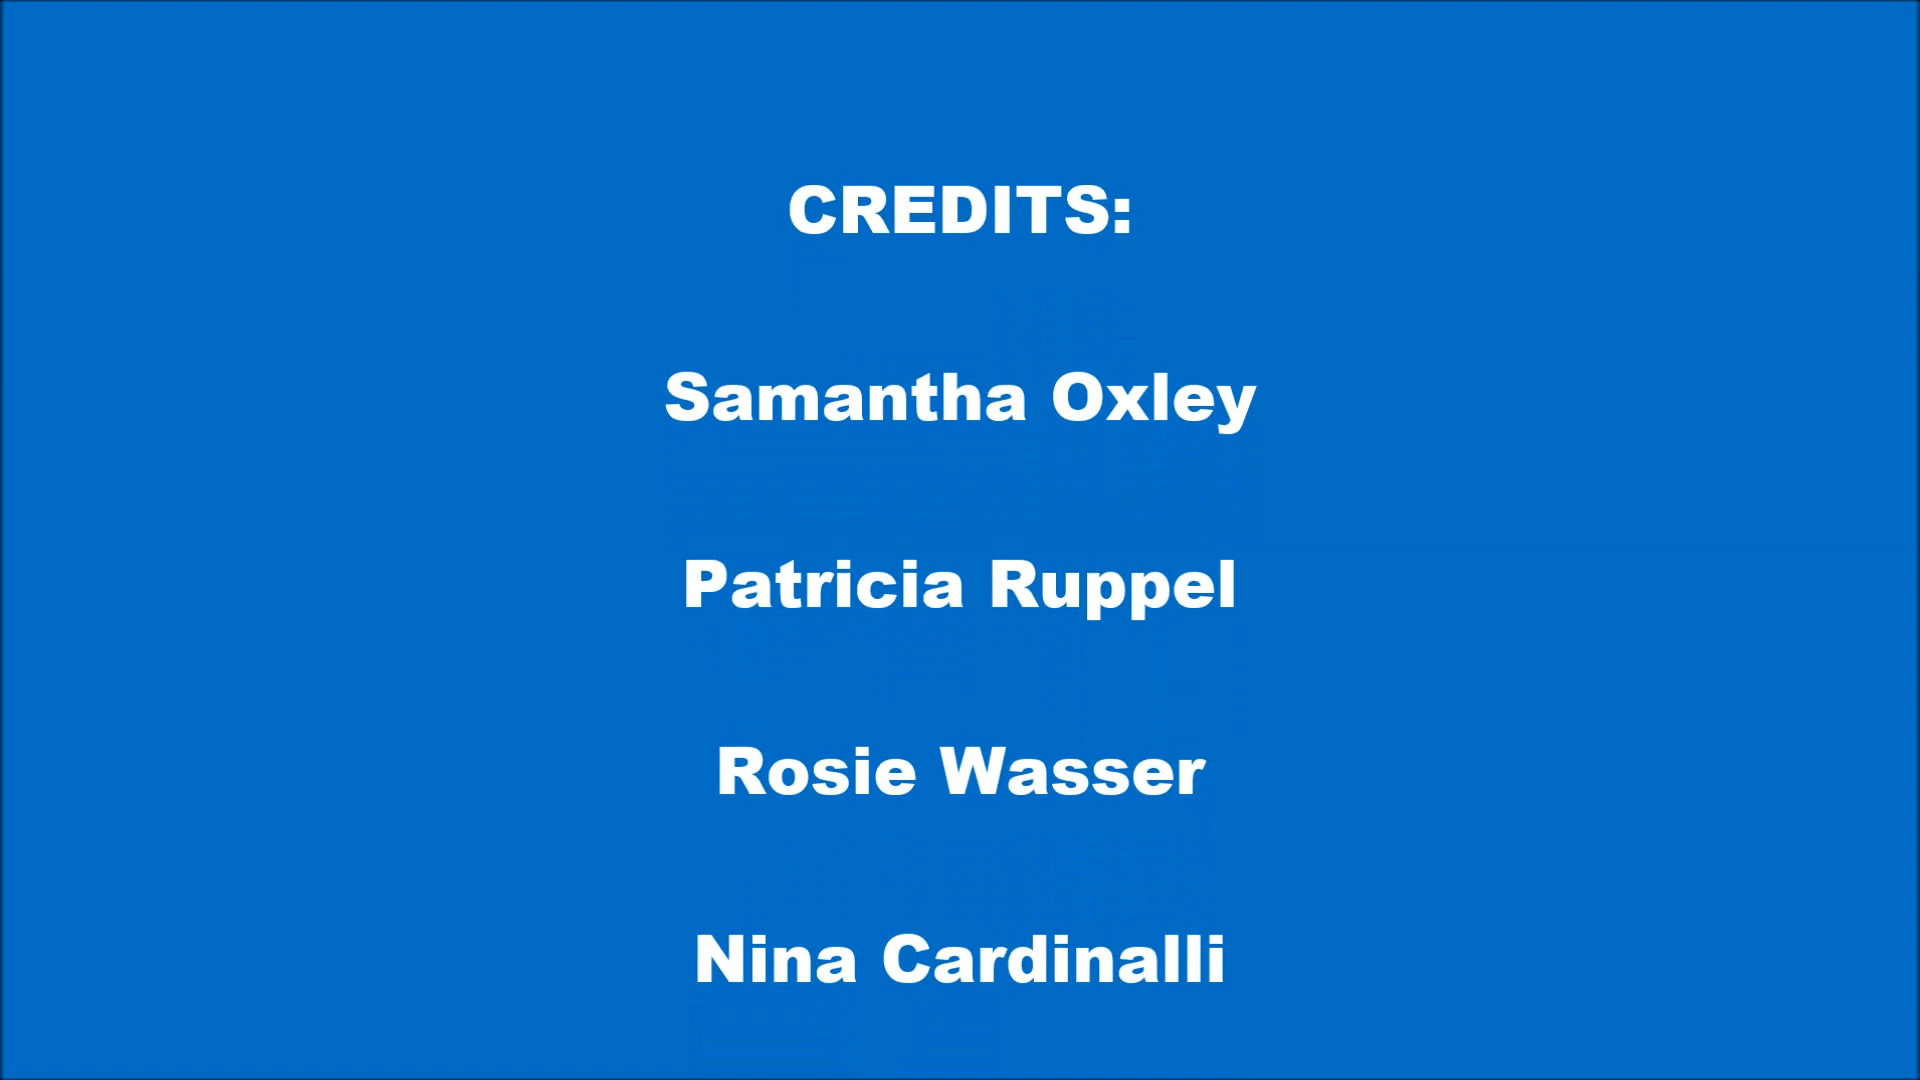 CREDITS:
Samantha Oxley
Patricia Ruppel
Rosie Wasser
Nina Cardinalli